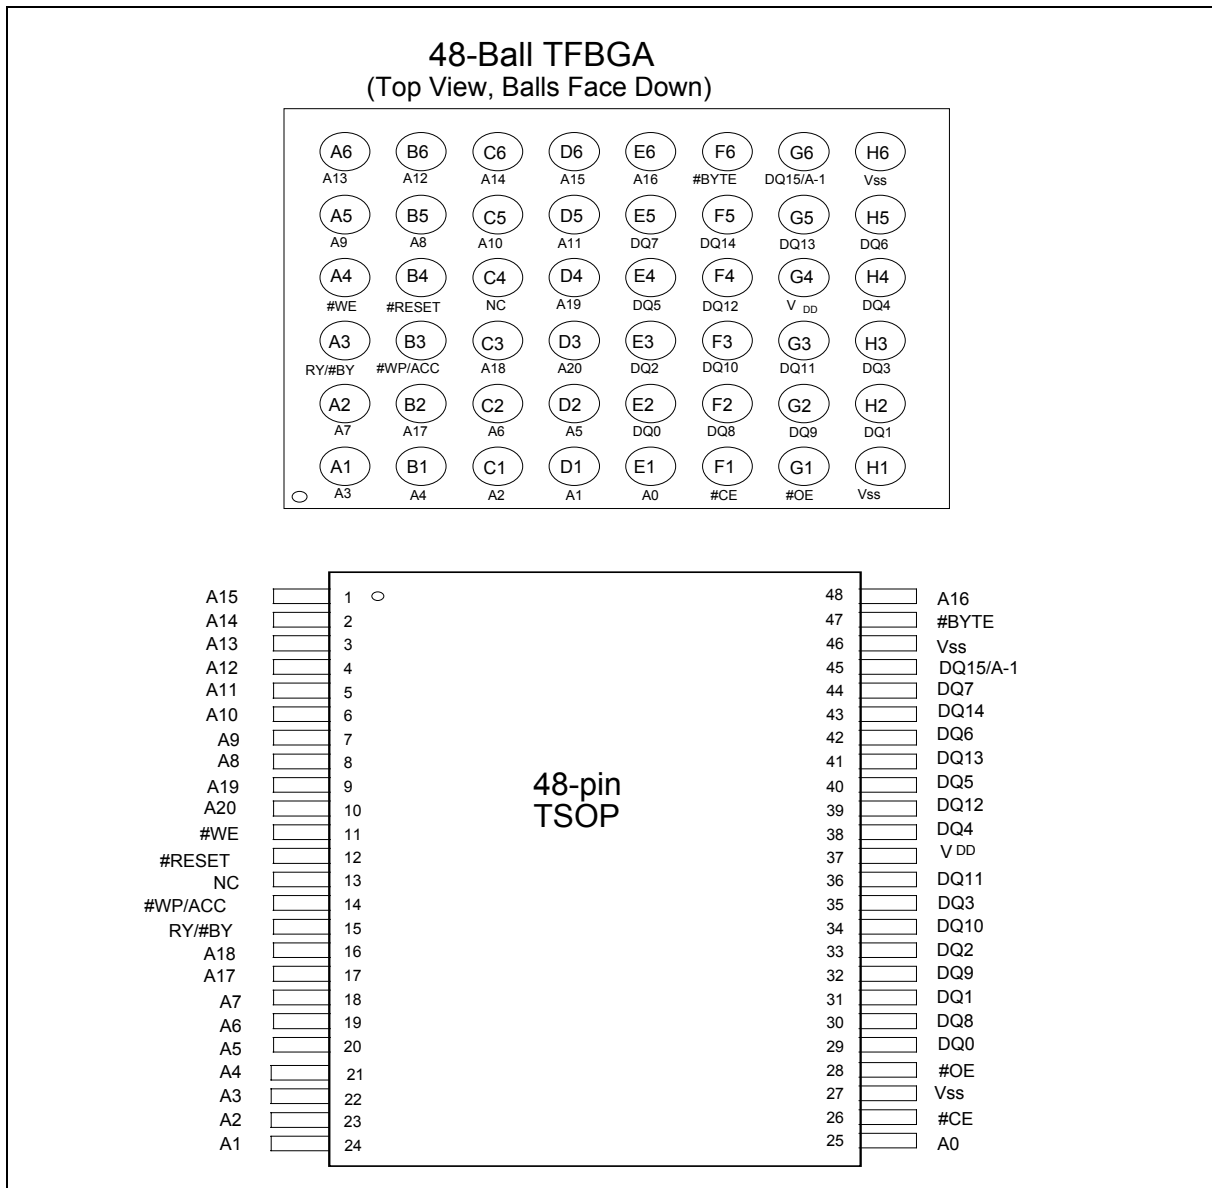 48-Ball TFBGA
(Top View, Balls Face Down)
A6 B6 C6 D6 E6 F6 G6 H6
A13 A12 A14 A15 A16 #BYTE DQ15/A-1 Vss
A5 B5 C5 D5 E5 F5 G5 H5
A9 A8 A10 A11 DQ7 DQ14 DQ13 DQ6
A4 B4 C4 D4 E4 F4 G4 H4
#WE #RESET NC A19 DQ5 DQ12 V DD DQ4
A3 B3 C3 D3 E3 F3 G3 H3
RY/#BY #WP/ACC A18 A20 DQ2 DQ10 DQ11 DQ3
A2 B2 C2 D2 E2 F2 G2 H2
A7 A17 A6 A5 DQ0 DQ8 DQ9 DQ1
A1 B1 C1 D1 E1 F1 G1 H1
A3 A4 A2 A1 A0 #CE #OE Vss
A15 1 48 A16
A14 2 47 #BYTE
A13 3 46 Vss
A12 4 45 DQ15/A-1
A11 5 44 DQ7
A10 6 43 DQ14
A9 7 42 DQ6
A8 8 41 DQ13
A19 9 40 DQ5
A20 10 39 DQ12
#WE 11 38 DQ4
#RESET 12 37 V DD
NC 13 36 DQ11
#WP/ACC 14 35 DQ3
RY/#BY 15 34 DQ10
A18 16 33 DQ2
A17 17 32 DQ9
A7 18 31 DQ1
A6 19 30 DQ8
A5 20 29 DQ0
A4 21 28 #OE
A3 22 27 Vss
A2 23 26 #CE
A1 24 25 A0
48-pin
TSOP